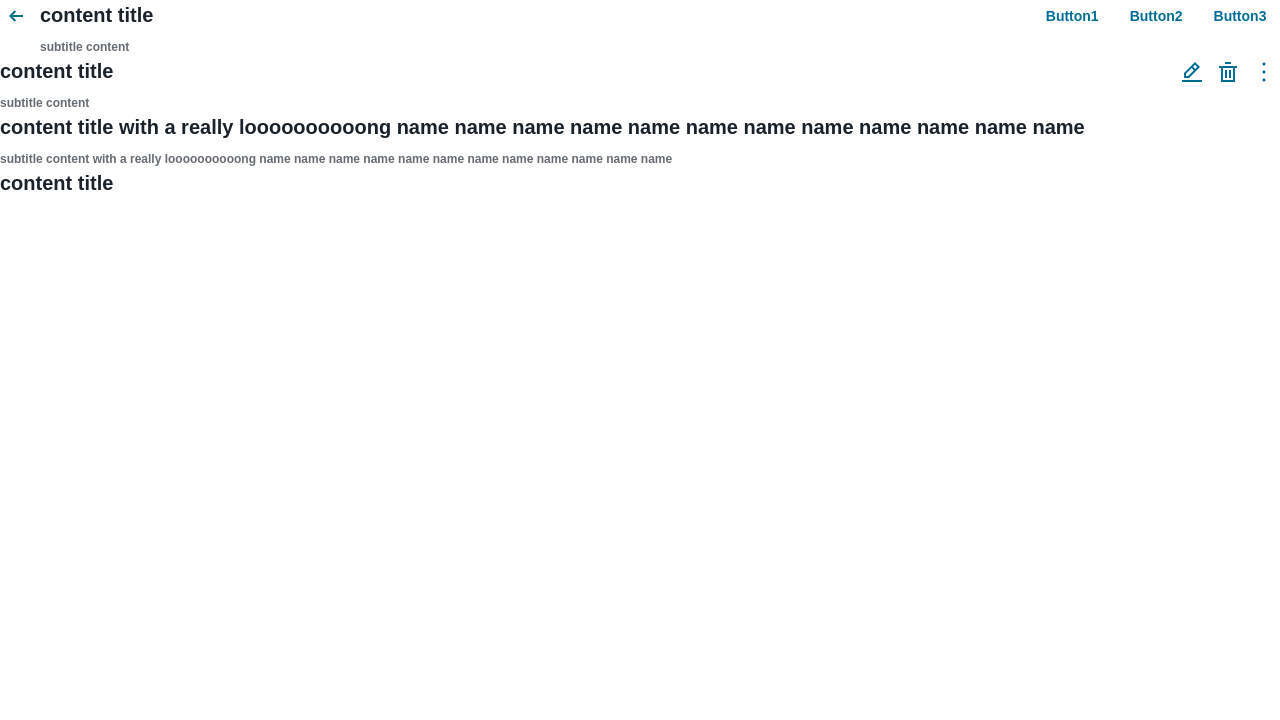 content title
Button1
Button2
Button3
subtitle content
content title
subtitle content
content title with a really loooooooooong name name name name name name name name name name name name
subtitle content with a really loooooooooong name name name name name name name name name name name name
content title